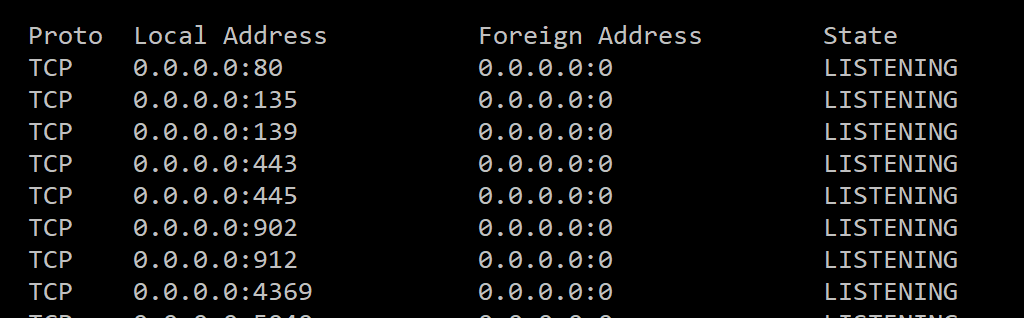 Proto  Local Address          Foreign Address        State
TCP    0.0.0.0:80             0.0.0.0:0              LISTENING
TCP    0.0.0.0:135            0.0.0.0:0              LISTENING
TCP    0.0.0.0:139            0.0.0.0:0              LISTENING
TCP    0.0.0.0:443            0.0.0.0:0              LISTENING
TCP    0.0.0.0:445            0.0.0.0:0              LISTENING
TCP    0.0.0.0:902            0.0.0.0:0              LISTENING
TCP    0.0.0.0:912            0.0.0.0:0              LISTENING
TCP    0.0.0.0:4369           0.0.0.0:0              LISTENING